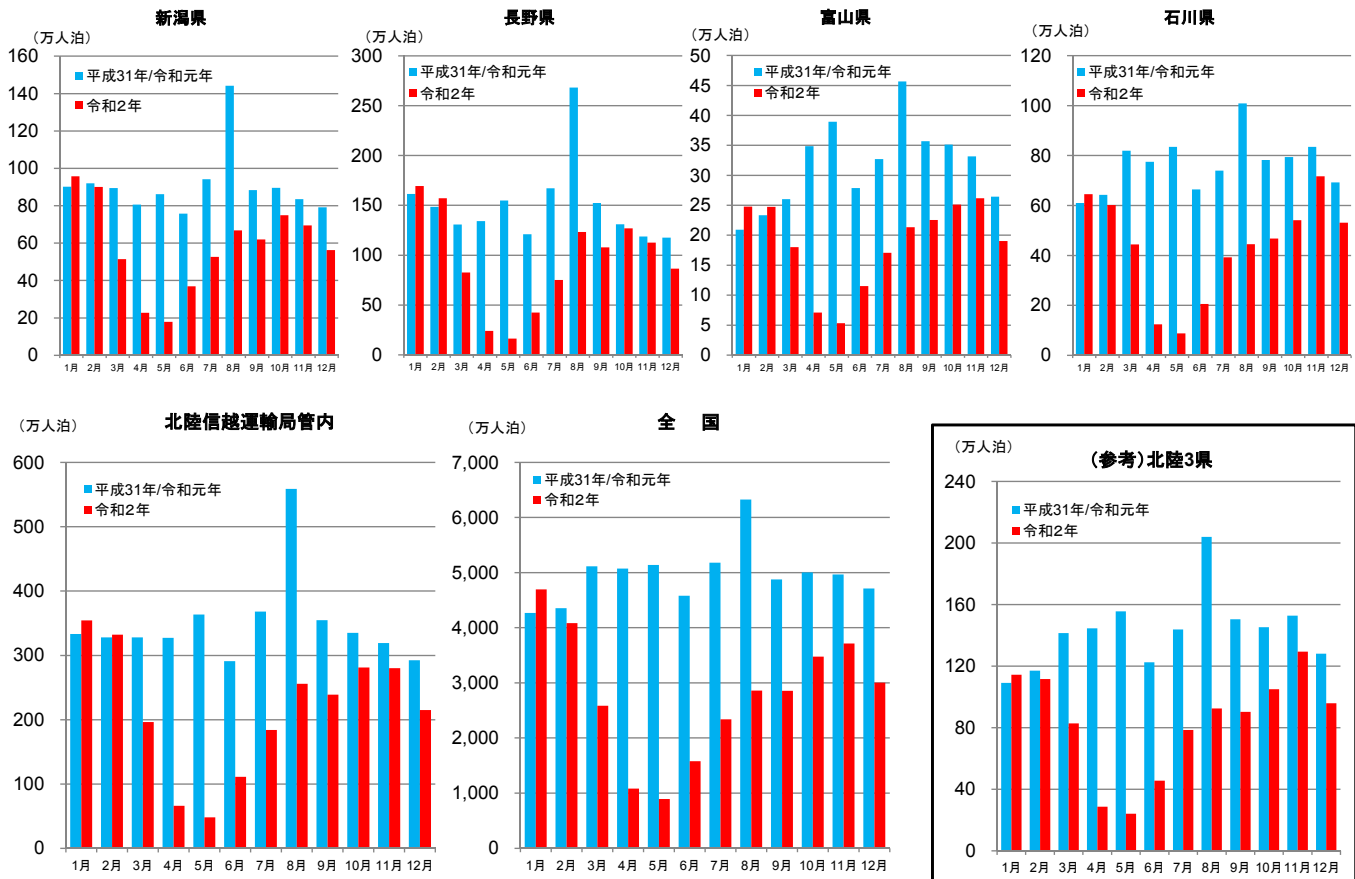 新潟県
（万人泊）
160
140
120
100
80
60
40
20
0
平成31年/令和元年
令和2年
1月 2月 3月 4月 5月 6月 7月 8月 9月 10月 11月 12月
長野県
（万人泊）
300
250
200
150
100
50
0
平成31年/令和元年
令和2年
1月 2月 3月 4月 5月 6月 7月 8月 9月 10月 11月 12月
富山県
（万人泊）
50
45
40
35
30
25
20
15
10
5
0
平成31年/令和元年
令和2年
1月 2月 3月 4月 5月 6月 7月 8月 9月 10月 11月 12月
石川県
（万人泊）
120
100
80
60
40
20
0
平成31年/令和元年
令和2年
1月 2月 3月 4月 5月 6月 7月 8月 9月 10月 11月 12月
北陸信越運輸局管内
（万人泊）
600
500
400
300
200
100
0
平成31年/令和元年
令和2年
1月 2月 3月 4月 5月 6月 7月 8月 9月 10月 11月 12月
全 国
（万人泊）
7,000
6,000
5,000
4,000
3,000
2,000
1,000
0
平成31年/令和元年
令和2年
1月 2月 3月 4月 5月 6月 7月 8月 9月 10月 11月 12月
（参考）北陸3県
（万人泊）
240
200
160
120
80
40
0
平成31年/令和元年
令和2年
1月 2月 3月 4月 5月 6月 7月 8月 9月 10月 11月 12月